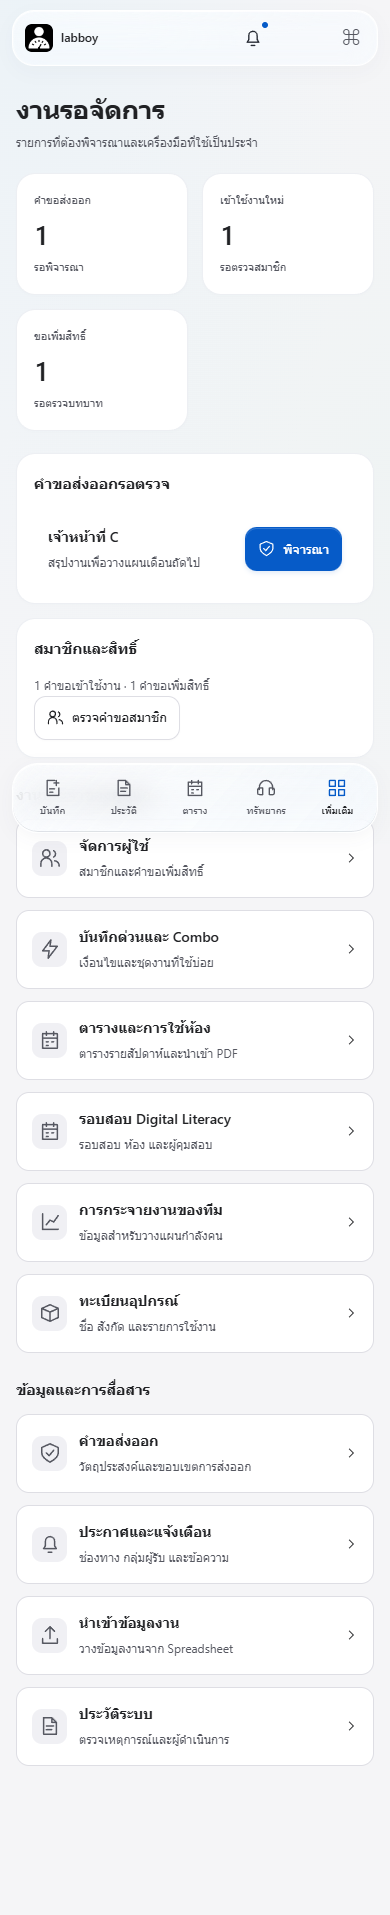 labboy
งานรอจัดการ
รายการที่ต้องพิจารณาและเครื่องมือที่ใช้เป็นประจำ
คำขอส่งออก
1
รอพิจารณา
เข้าใช้งานใหม่
1
รอตรวจสมาชิก
ขอเพิ่มสิทธิ์
1
รอตรวจบทบาท
คำขอส่งออกรอตรวจ
เจ้าหน้าที่ C
สรุปงานเพื่อวางแผนเดือนถัดไป
พิจารณา
สมาชิกและสิทธิ์
1 คำขอเข้าใช้งาน · 1 คำขอเพิ่มสิทธิ์
ตรวจคำขอสมาชิก
บันทึก
ประวัติ
ตาราง
ทรัพยากร
เพิ่มเติม
จัดการผู้ใช้
สมาชิกและคำขอเพิ่มสิทธิ์
บันทึกด่วนและ Combo
เงื่อนไขและชุดงานที่ใช้บ่อย
ตารางและการใช้ห้อง
ตารางรายสัปดาห์และนำเข้า PDF
รอบสอบ Digital Literacy
รอบสอบ ห้อง และผู้คุมสอบ
การกระจายงานของทีม
ข้อมูลสำหรับวางแผนกำลังคน
ทะเบียนอุปกรณ์
ชื่อ สังกัด และรายการใช้งาน
ข้อมูลและการสื่อสาร
คำขอส่งออก
วัตถุประสงค์และขอบเขตการส่งออก
ประกาศและแจ้งเตือน
ช่องทาง กลุ่มผู้รับ และข้อความ
นำเข้าข้อมูลงาน
วางข้อมูลงานจาก Spreadsheet
ประวัติระบบ
ตรวจเหตุการณ์และผู้ดำเนินการ